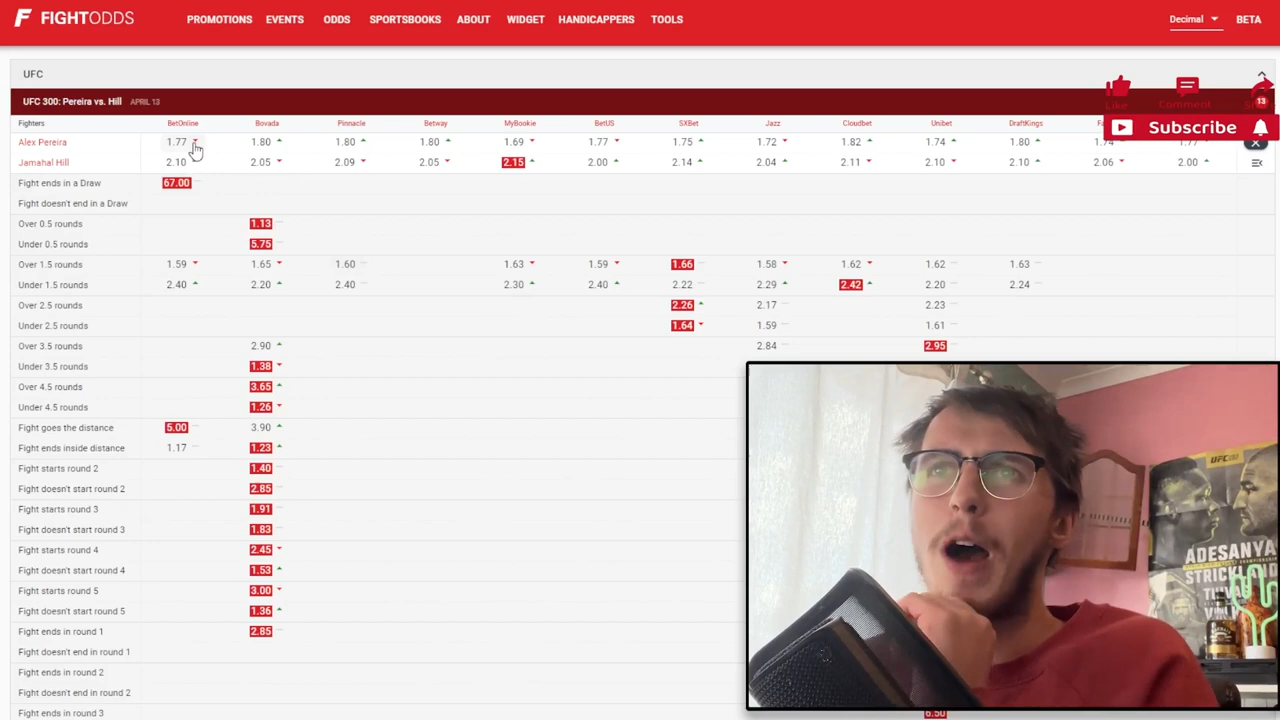 FIGHTODDS PROMOTIONS EVENTS ODDS SPORTSBOOKS ABOUT WIDGET HANDICAPPERS TOOLS Decimal BETA
UFC
UFC 300: Pereira vs. Hill APRIL 13
Like Comment 13
Subscribe
Fighters BetOnline Bovada Pinnacle Betway MyBookie BetUS SXBet Jazz Cloudbet Unibet DraftKings
Alex Pereira 1.77 1.80 1.80 1.80 1.69 1.77 1.75 1.72 1.82 1.74 1.80 1.74 1.77
Jamahal Hill 2.10 2.05 2.09 2.05 2.15 2.00 2.14 2.04 2.11 2.10 2.10 2.06 2.00
Fight ends in a Draw 67.00
Fight doesn't end in a Draw
Over 0.5 rounds 1.13
Under 0.5 rounds 5.75
Over 1.5 rounds 1.59 1.65 1.60 1.63 1.59 1.66 1.58 1.62 1.62 1.63
Under 1.5 rounds 2.40 2.20 2.40 2.30 2.40 2.22 2.29 2.42 2.20 2.24
Over 2.5 rounds 2.26 2.17 2.23
Under 2.5 rounds 1.64 1.59 1.61
Over 3.5 rounds 2.90 2.84 2.95
Under 3.5 rounds 1.38
Over 4.5 rounds 3.65
Under 4.5 rounds 1.26
Fight goes the distance 5.00 3.90
Fight ends inside distance 1.17 1.23
Fight starts round 2 1.40
Fight doesn't start round 2 2.85
Fight starts round 3 1.91
Fight doesn't start round 3 1.83
Fight starts round 4 2.45
Fight doesn't start round 4 1.53
Fight starts round 5 3.00
Fight doesn't start round 5 1.36
Fight ends in round 1 2.85
Fight doesn't end in round 1
Fight ends in round 2
Fight doesn't end in round 2
Fight ends in round 3 6.50
ADESANYA
STRICKLAND